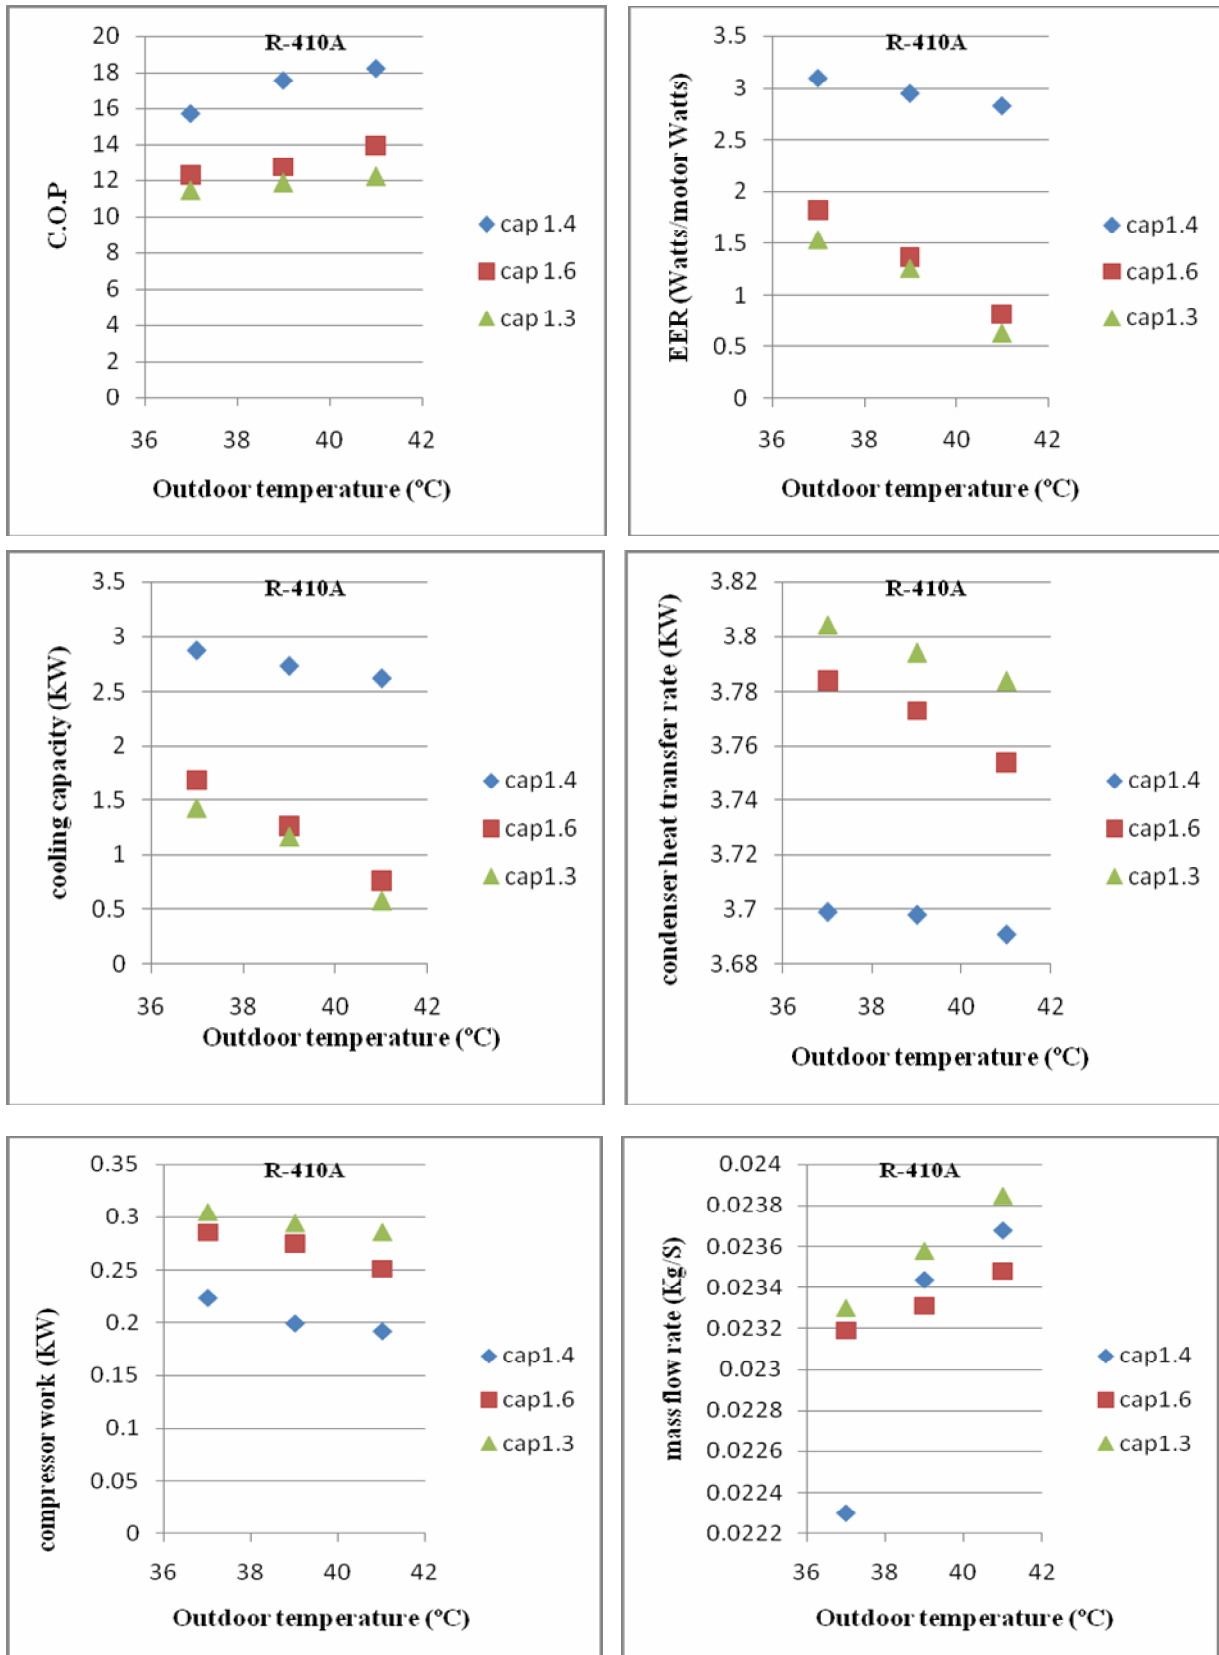 R-410A
C.O.P
20
18
16
14
12
10
8
6
4
2
0
36 38 40 42
Outdoor temperature (ºC)
cap 1.4
cap 1.6
cap 1.3
R-410A
EER (Watts/motor Watts)
3.5
3
2.5
2
1.5
1
0.5
0
36 38 40 42
Outdoor temperature (ºC)
cap1.4
cap1.6
cap1.3
R-410A
cooling capacity (KW)
3.5
3
2.5
2
1.5
1
0.5
0
36 38 40 42
Outdoor temperature (ºC)
cap1.4
cap1.6
cap1.3
R-410A
condenser heat transfer rate (KW)
3.82
3.8
3.78
3.76
3.74
3.72
3.7
3.68
36 38 40 42
Outdoor temperature (ºC)
cap1.4
cap1.6
cap1.3
R-410A
compressor work (KW)
0.35
0.3
0.25
0.2
0.15
0.1
0.05
0
36 38 40 42
Outdoor temperature (ºC)
cap1.4
cap1.6
cap1.3
R-410A
mass flow rate (Kg/S)
0.024
0.0238
0.0236
0.0234
0.0232
0.023
0.0228
0.0226
0.0224
0.0222
36 38 40 42
Outdoor temperature (ºC)
cap1.4
cap1.6
cap1.3